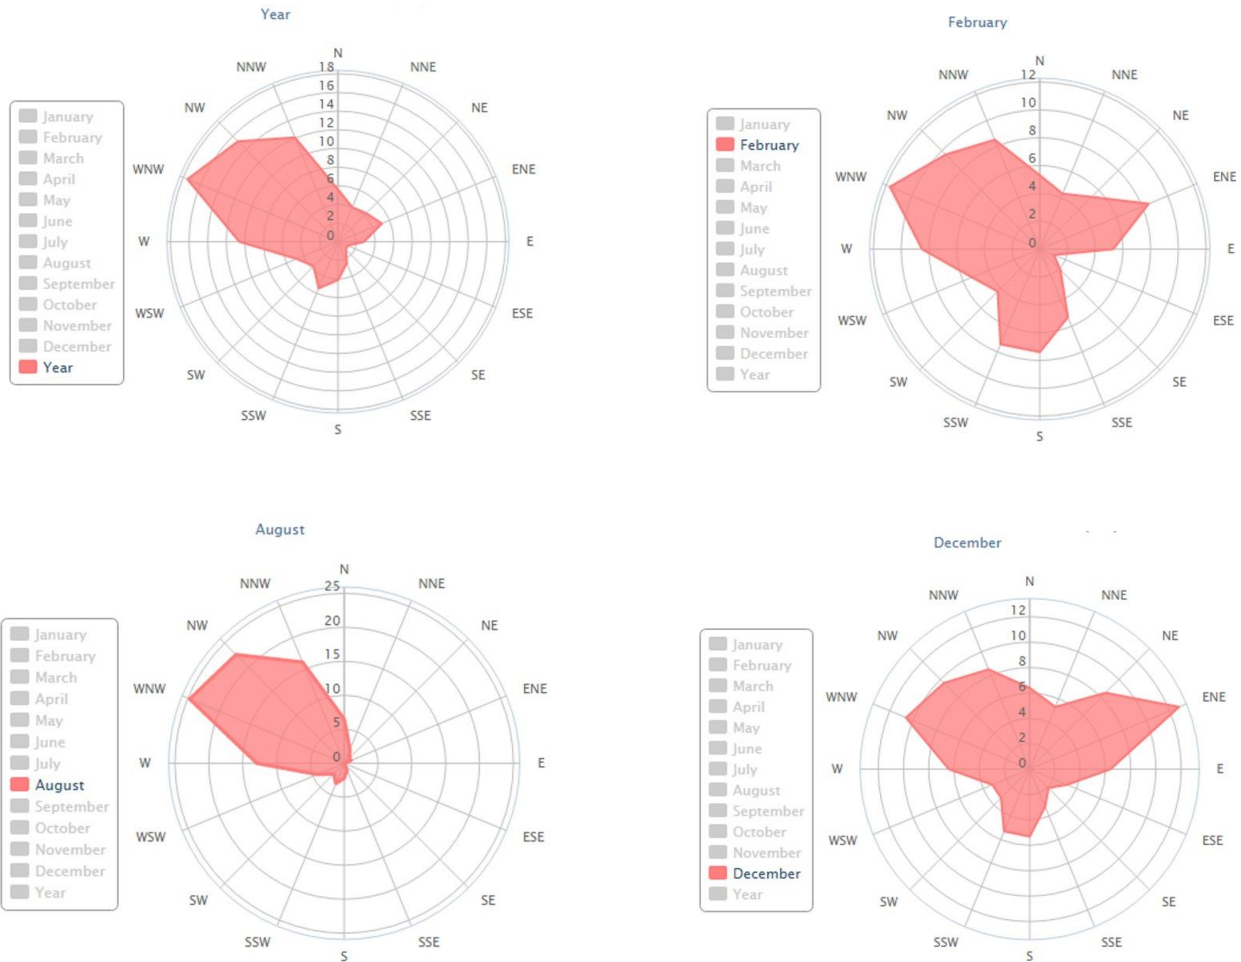 Year
N
NNE
NE
ENE
E
ESE
SE
SSE
S
SSW
SW
WSW
W
WNW
NW
NNW
18
16
14
12
10
8
6
4
2
0
January
February
March
April
May
June
July
August
September
October
November
December
Year
February
N
NNE
NE
ENE
E
ESE
SE
SSE
S
SSW
SW
WSW
W
WNW
NW
NNW
12
10
8
6
4
2
0
January
February
March
April
May
June
July
August
September
October
November
December
Year
August
N
NNE
NE
ENE
E
ESE
SE
SSE
S
SSW
SW
WSW
W
WNW
NW
NNW
25
20
15
10
5
0
January
February
March
April
May
June
July
August
September
October
November
December
Year
December
N
NNE
NE
ENE
E
ESE
SE
SSE
S
SSW
SW
WSW
W
WNW
NW
NNW
12
10
8
6
4
2
0
January
February
March
April
May
June
July
August
September
October
November
December
Year